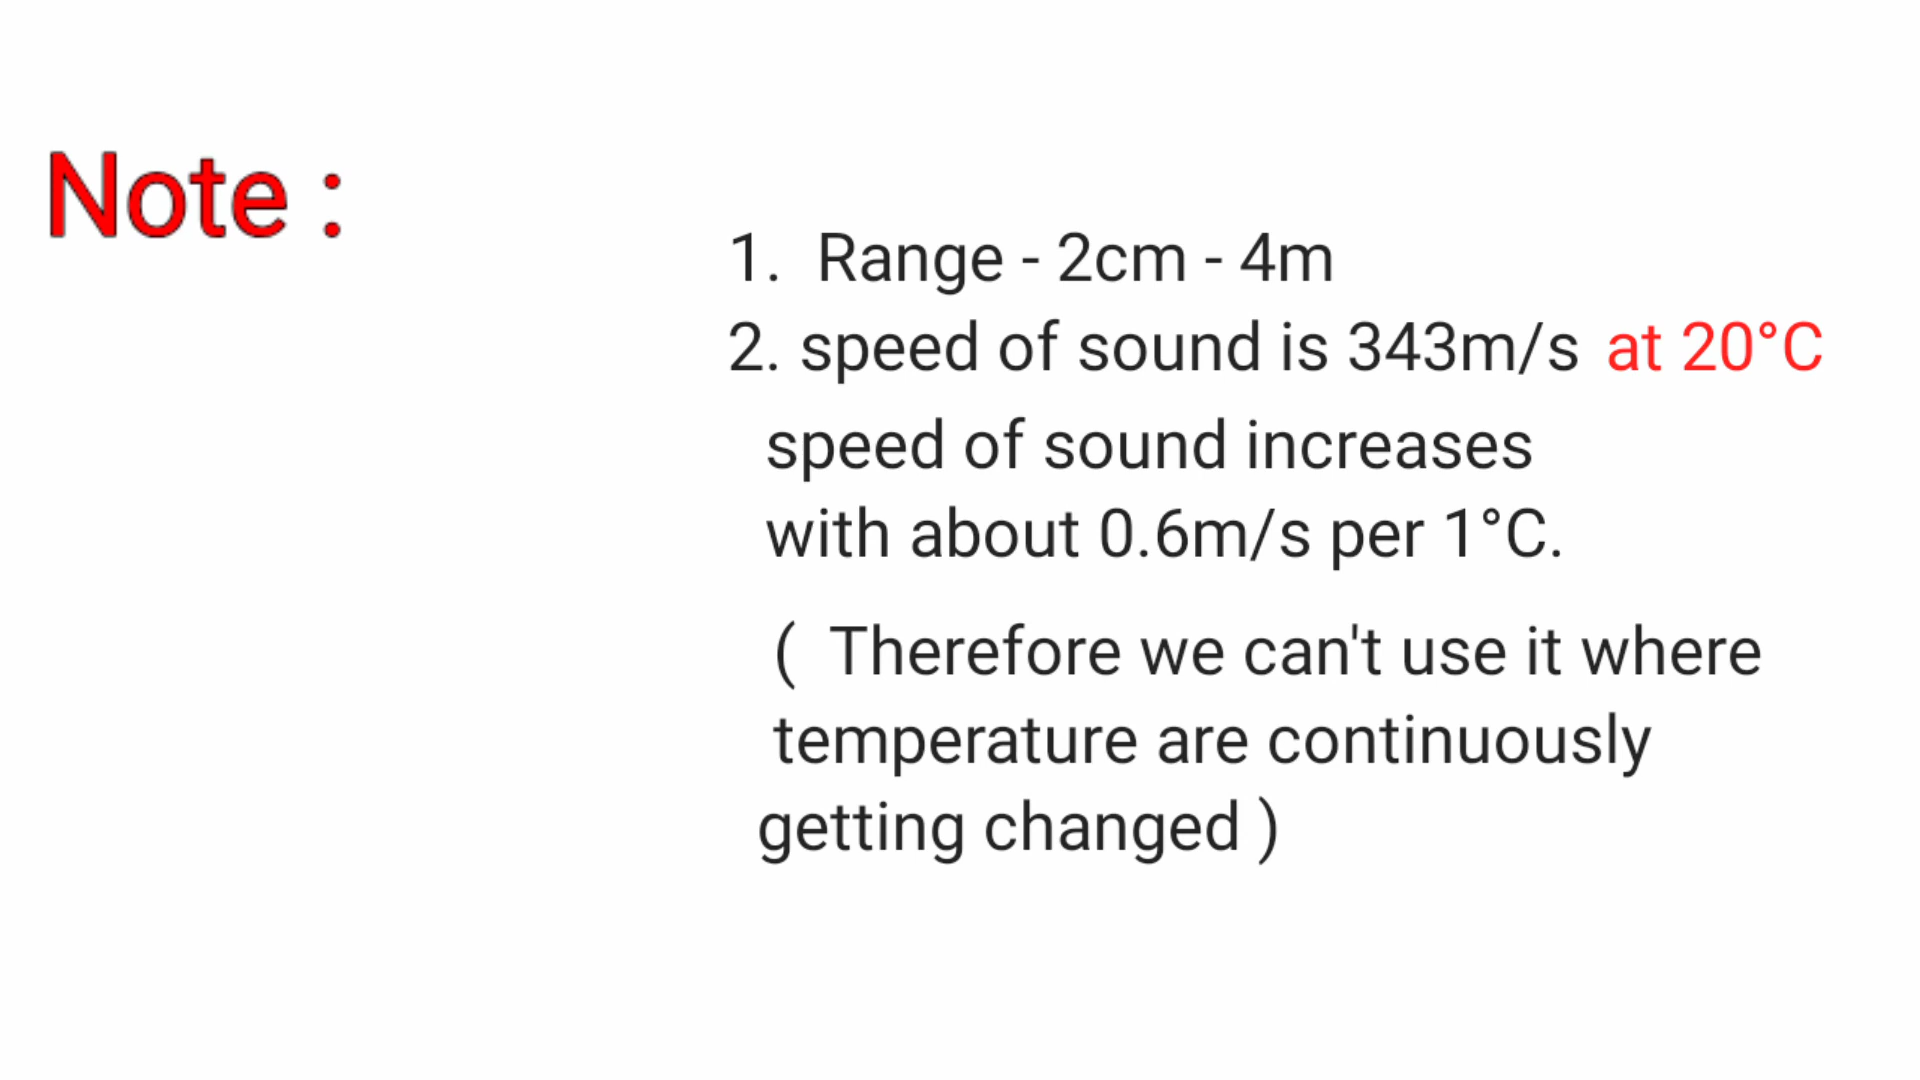 Note :
1. Range - 2cm - 4m
2. speed of sound is 343m/s at 20°C
speed of sound increases
with about 0.6m/s per 1°C.
( Therefore we can't use it where
temperature are continuously
getting changed )